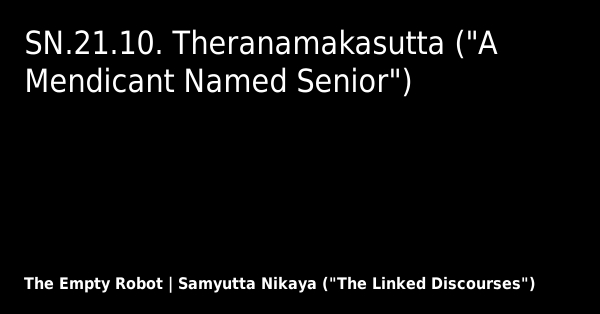 SN.21.10. Theranamakasutta ("A
Mendicant Named Senior")
The Empty Robot | Samyutta Nikaya ("The Linked Discourses")